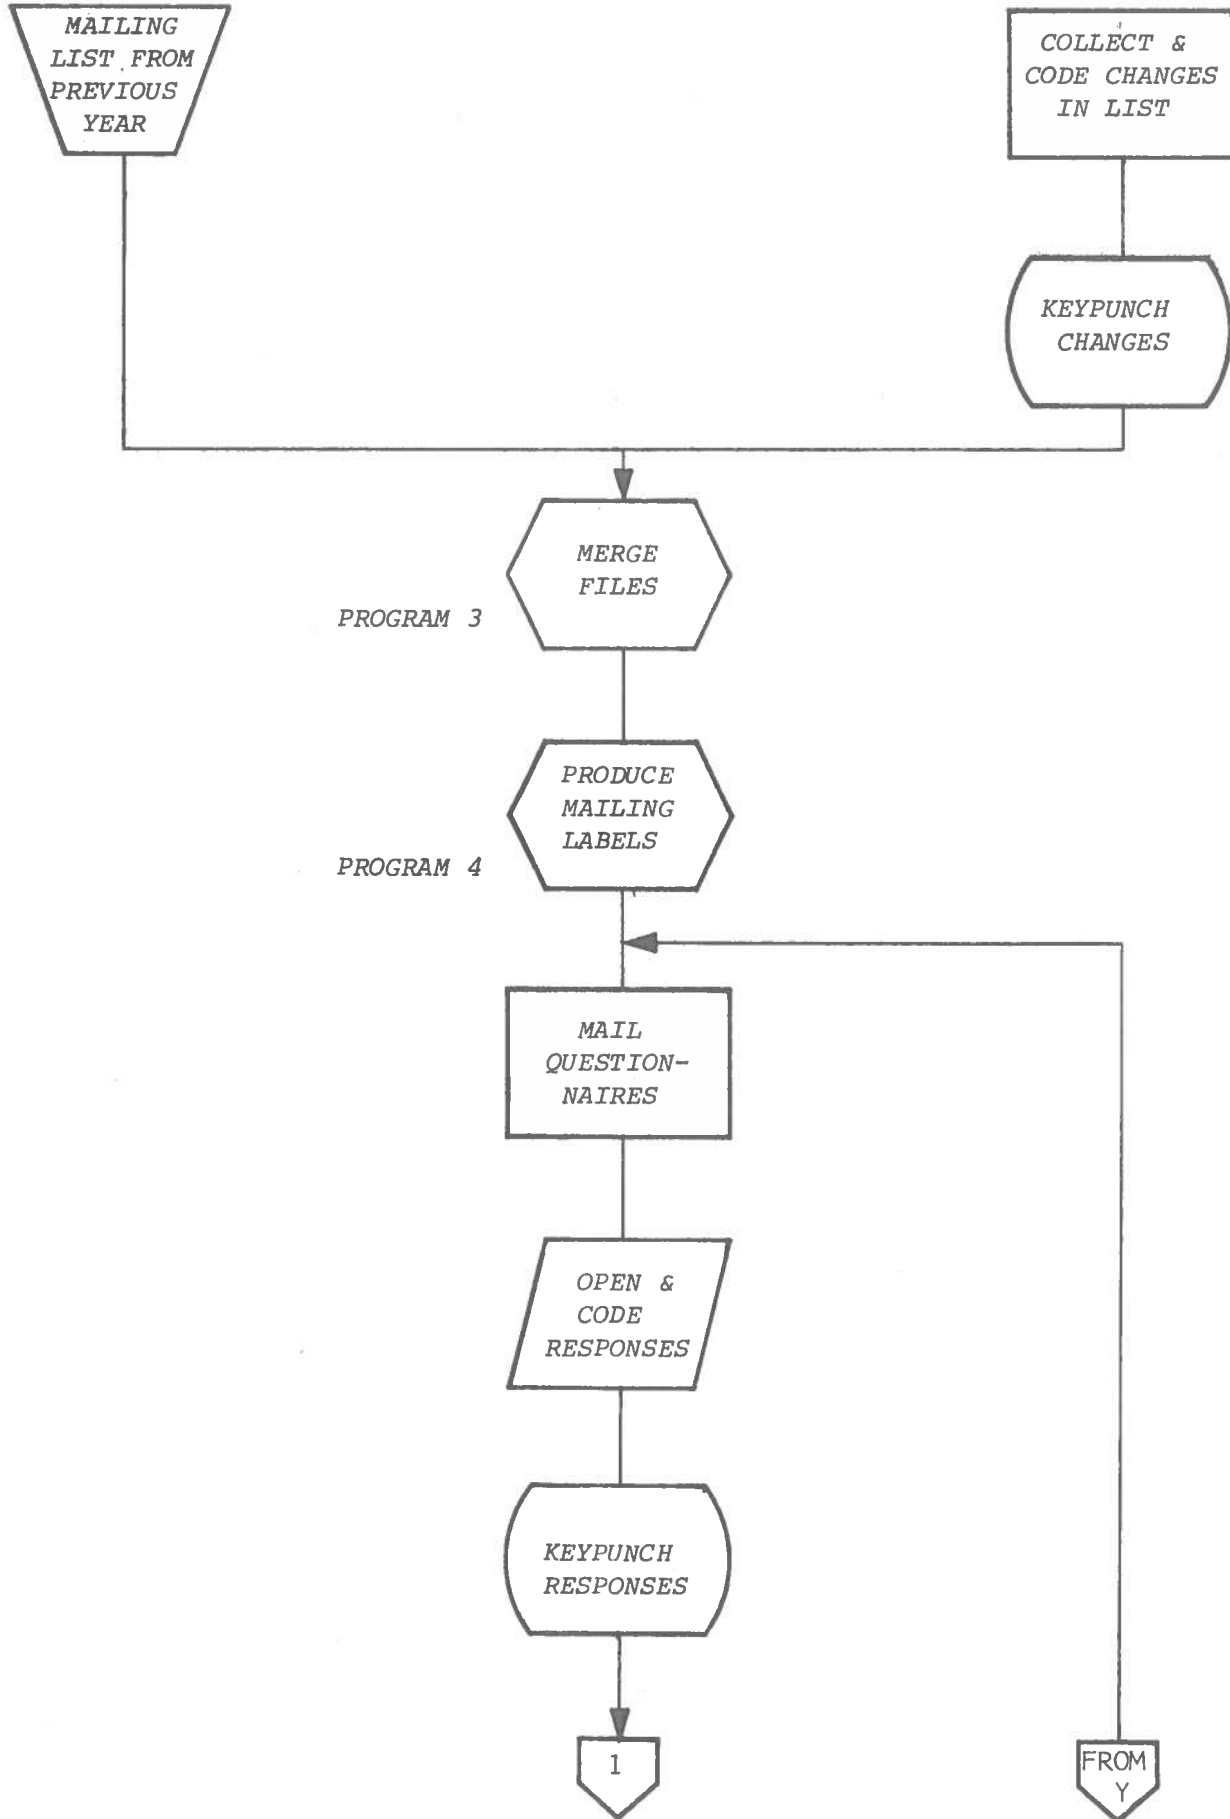 MAILING
LIST FROM
PREVIOUS
YEAR
COLLECT &
CODE CHANGES
IN LIST
KEYPUNCH
CHANGES
MERGE
FILES
PROGRAM 3
PRODUCE
MAILING
LABELS
PROGRAM 4
MAIL
QUESTION-
NAIRES
OPEN &
CODE
RESPONSES
KEYPUNCH
RESPONSES
1
FROM
Y